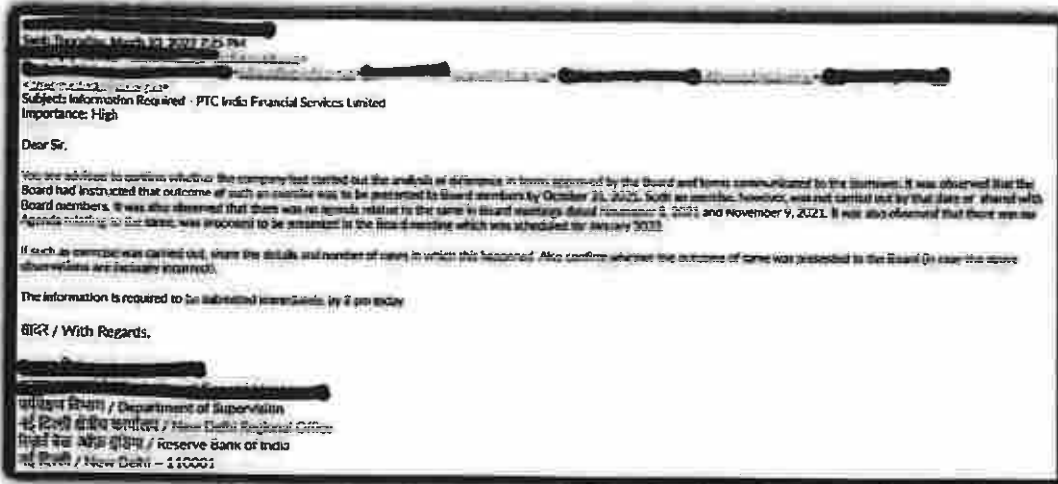 Sent: Thursday, March 10, 2022 7:25 PM
Subject: Information Required - PTC India Financial Services Limited
Importance: High
Dear Sir,
You are advised to confirm whether the company had carried out the analysis of difference in terms approved by the Board and terms communicated to the borrowers. It was observed that the
Board had instructed that outcome of such an exercise was to be presented to Board members by October 31, 2021. Such exercise, however, was not carried out by that date or shared with
Board members. It was also observed that there was no agenda related to the same in Board meetings dated 2021 and November 9, 2021. It was also observed that there was no
Agenda relating to the same, was proposed to be presented in the Board meeting which was scheduled for January 2022.
If such an exercise was carried out, share the details and number of cases in which this happened. Also confirm whether the outcome of same was presented to the Board (in case the above
observations are factually incorrect).
The information is required to be submitted immediately, by 8 pm today
सादर / With Regards,
पर्यवेक्षण विभाग / Department of Supervision
नई दिल्ली क्षेत्रीय कार्यालय / New Delhi Regional Office
रिज़र्व बैंक ऑफ इंडिया / Reserve Bank of India
नई दिल्ली / New Delhi – 110001